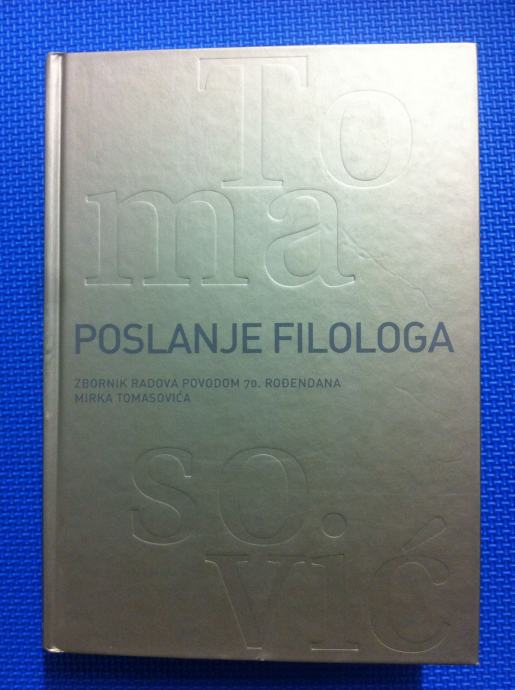 To
ma
POSLANJE FILOLOGA
ZBORNIK RADOVA POVODOM 70. ROĐENDANA
MIRKA TOMASOVIĆA
so.
vić